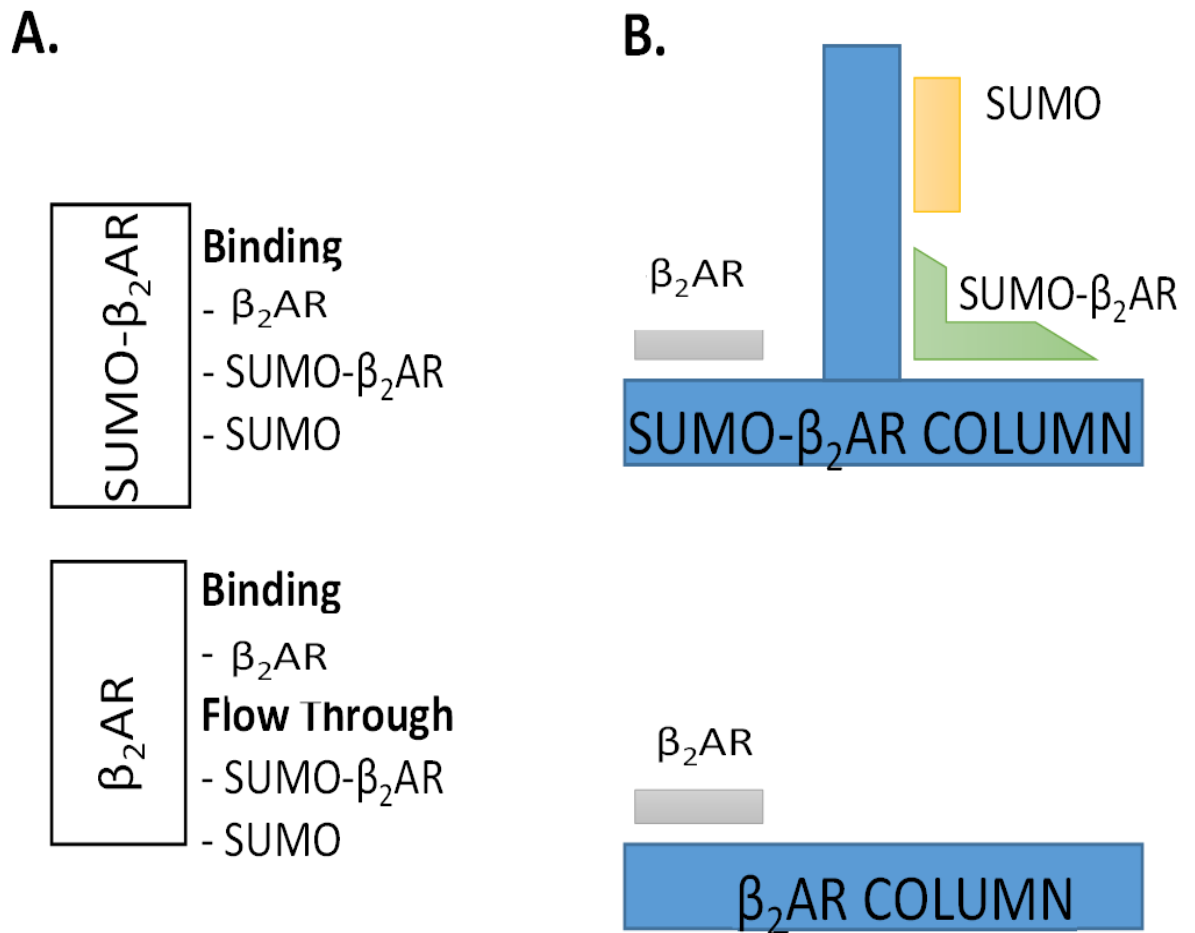 A.
SUMO-β₂AR
Binding
- β₂AR
- SUMO-β₂AR
- SUMO
β₂AR
Binding
- β₂AR
Flow Through
- SUMO-β₂AR
- SUMO
B.
SUMO
β₂AR
SUMO-β₂AR
SUMO-β₂AR COLUMN
β₂AR
β₂AR COLUMN